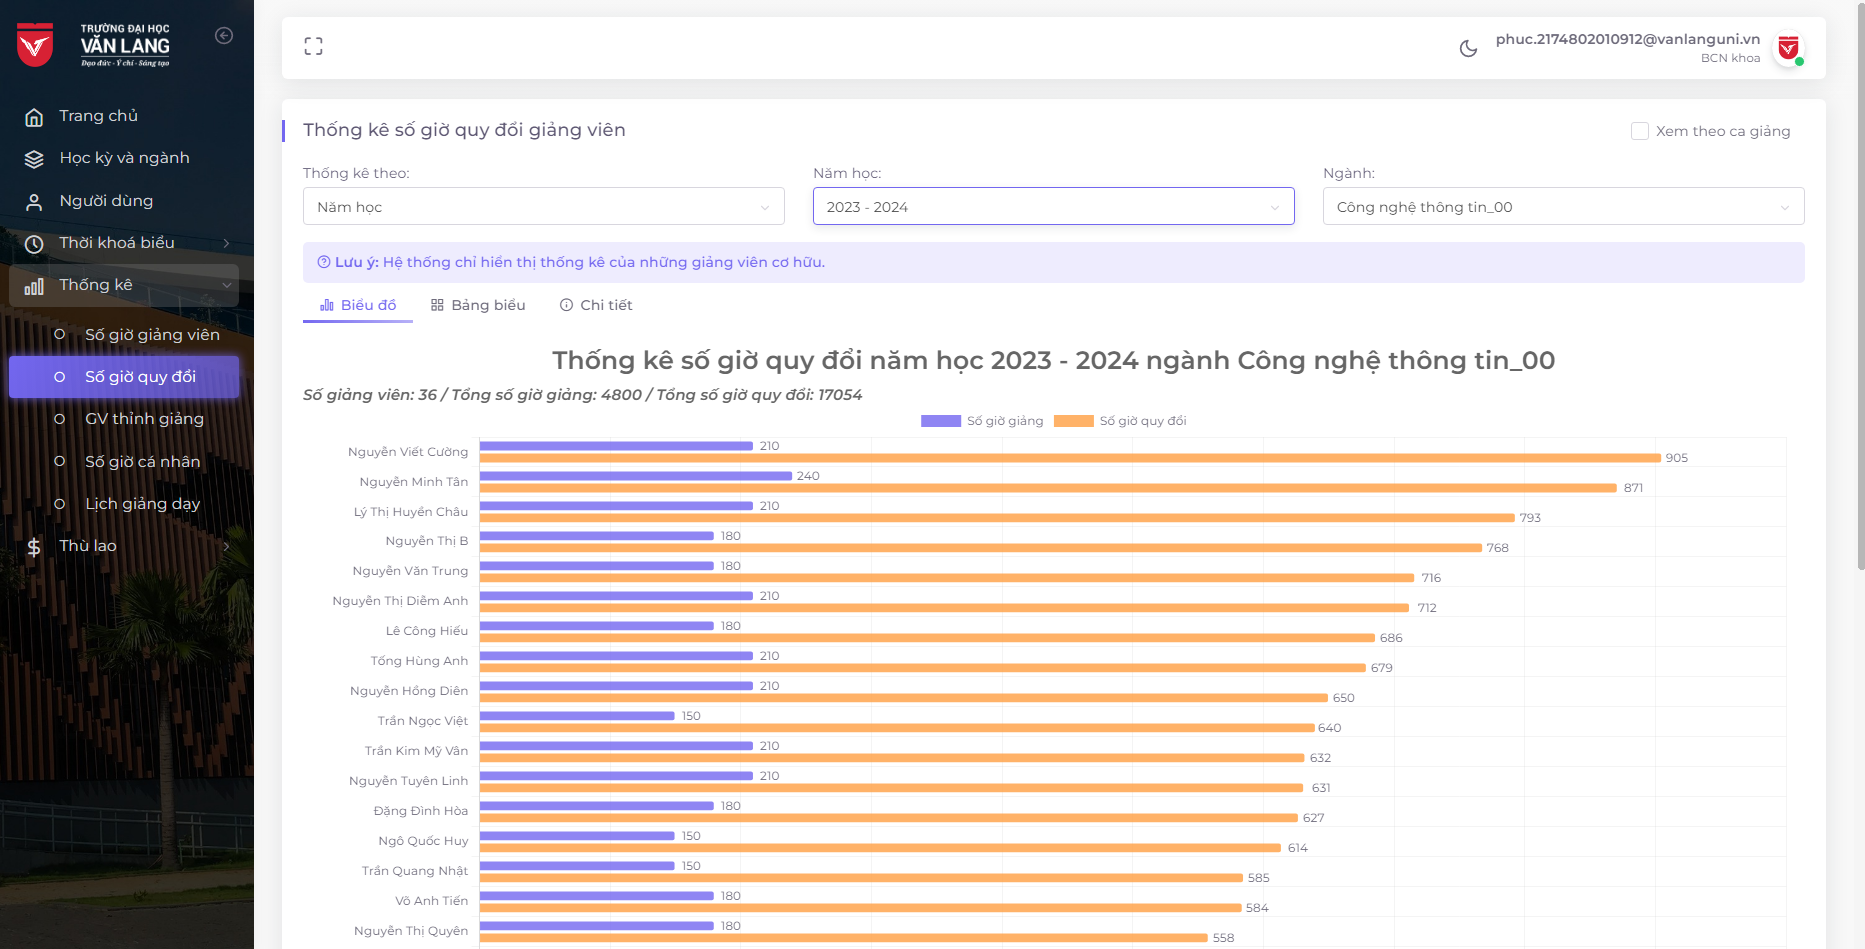 TRƯỜNG ĐẠI HỌC
VĂN LANG
Đạo đức - Ý chí - Sáng tạo
Trang chủ
Học kỳ và ngành
Người dùng
Thời khoá biểu
Thống kê
Số giờ giảng viên
Số giờ quy đổi
GV thỉnh giảng
Số giờ cá nhân
Lịch giảng dạy
Thù lao
phuc.2174802010912@vanlanguni.vn
BCN khoa
Thống kê số giờ quy đổi giảng viên
Xem theo ca giảng
Thống kê theo:
Năm học
Năm học:
2023 - 2024
Ngành:
Công nghệ thông tin_00
Lưu ý: Hệ thống chỉ hiển thị thống kê của những giảng viên cơ hữu.
Biểu đồ
Bảng biểu
Chi tiết
Thống kê số giờ quy đổi năm học 2023 - 2024 ngành Công nghệ thông tin_00
Số giảng viên: 36 / Tổng số giờ giảng: 4800 / Tổng số giờ quy đổi: 17054
Số giờ giảng Số giờ quy đổi
Nguyễn Viết Cường 210 905
Nguyễn Minh Tân 240 871
Lý Thị Huyền Châu 210 793
Nguyễn Thị B 180 768
Nguyễn Văn Trung 180 716
Nguyễn Thị Diễm Anh 210 712
Lê Công Hiếu 180 686
Tống Hùng Anh 210 679
Nguyễn Hồng Diên 210 650
Trần Ngọc Việt 150 640
Trần Kim Mỹ Vân 210 632
Nguyễn Tuyên Linh 210 631
Đặng Đình Hòa 180 627
Ngô Quốc Huy 150 614
Trần Quang Nhật 150 585
Võ Anh Tiến 180 584
Nguyễn Thị Quyên 180 558